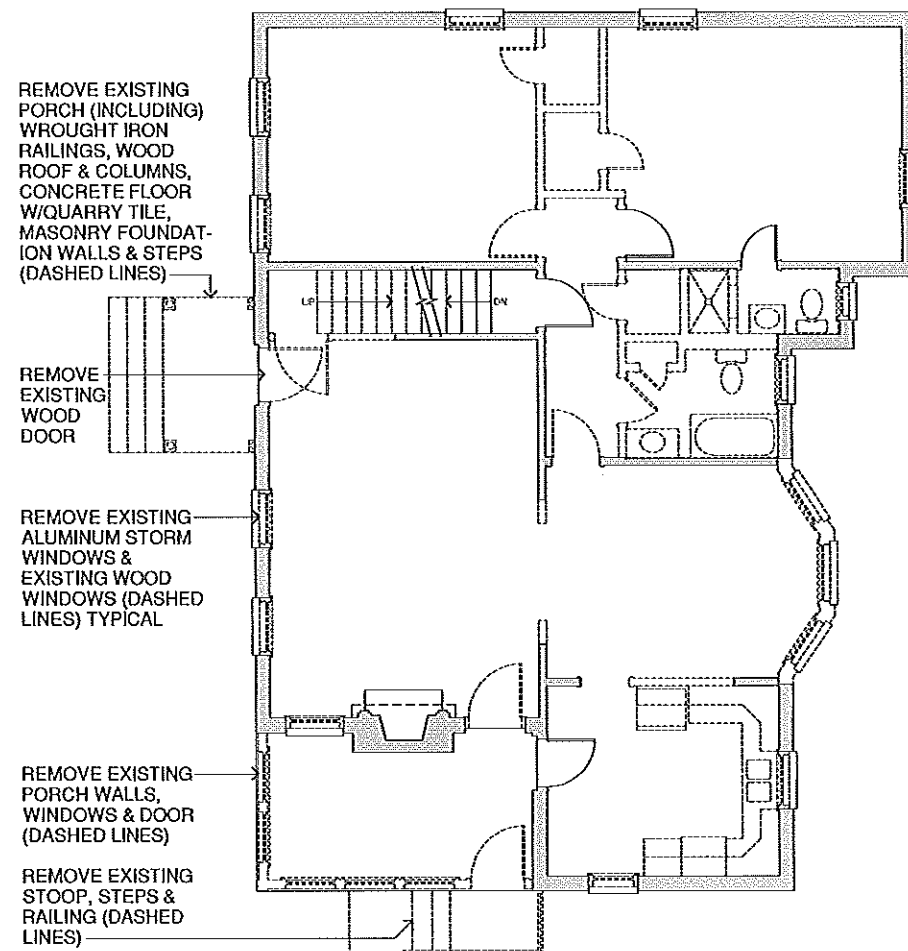 REMOVE EXISTING
PORCH (INCLUDING)
WROUGHT IRON
RAILINGS, WOOD
ROOF & COLUMNS,
CONCRETE FLOOR
W/QUARRY TILE,
MASONRY FOUNDAT-
ION WALLS & STEPS
(DASHED LINES)
UP
DN
REMOVE
EXISTING
WOOD
DOOR
REMOVE EXISTING
ALUMINUM STORM
WINDOWS &
EXISTING WOOD
WINDOWS (DASHED
LINES) TYPICAL
REMOVE EXISTING
PORCH WALLS,
WINDOWS & DOOR
(DASHED LINES)
REMOVE EXISTING
STOOP, STEPS &
RAILING (DASHED
LINES)